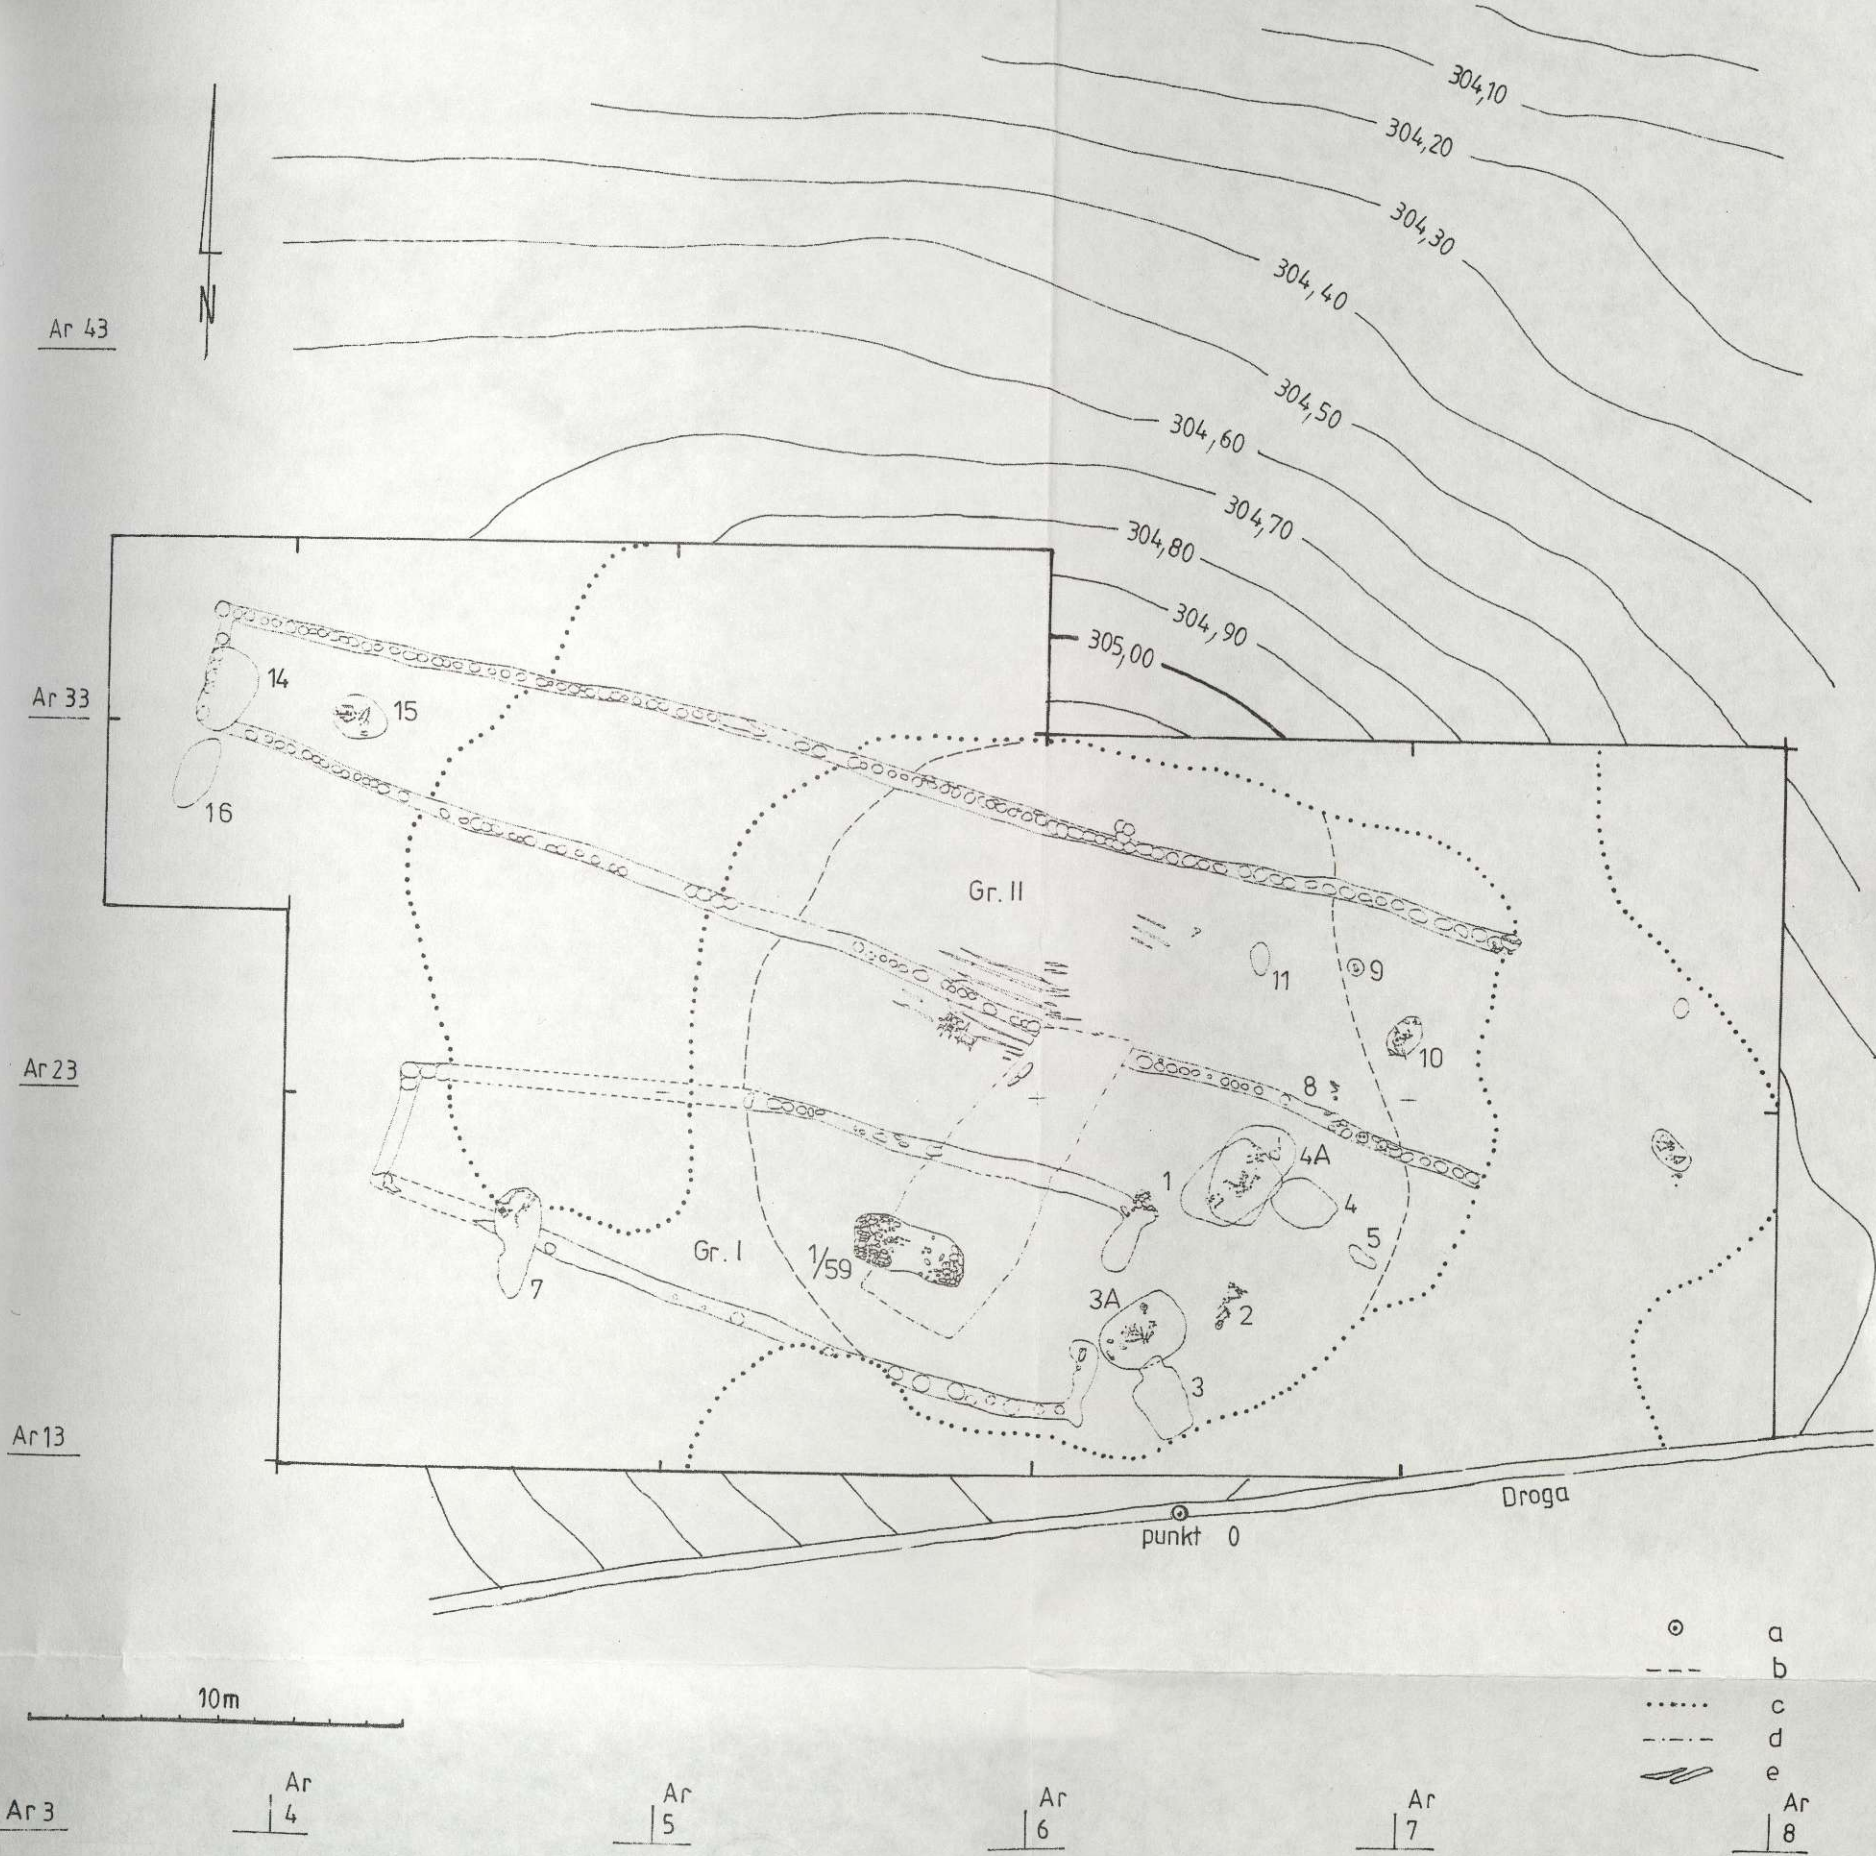 304,10
304,20
304,30
304,40
304,50
304,60
304,70
304,80
304,90
305,00
N
Ar 43
Ar 33
Ar 23
Ar 13
Ar 3
14
15
16
Gr. II
?
11
9
10
8
4A
1
4
5
Gr. I
1/59
7
3A
2
3
Droga
punkt 0
a
b
c
d
e
10m
Ar
4
Ar
5
Ar
6
Ar
7
Ar
8